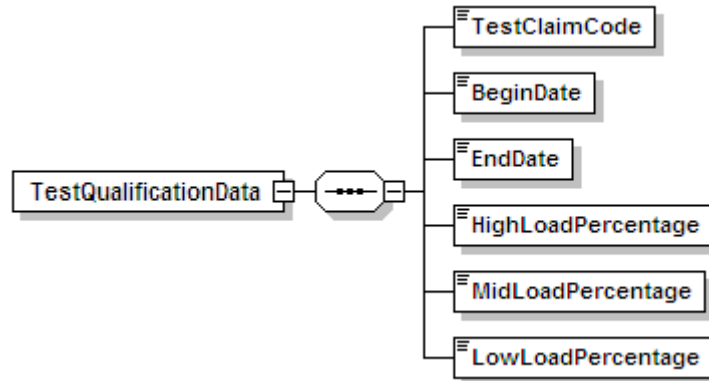 TestClaimCode
BeginDate
EndDate
TestQualificationData
HighLoadPercentage
MidLoadPercentage
LowLoadPercentage